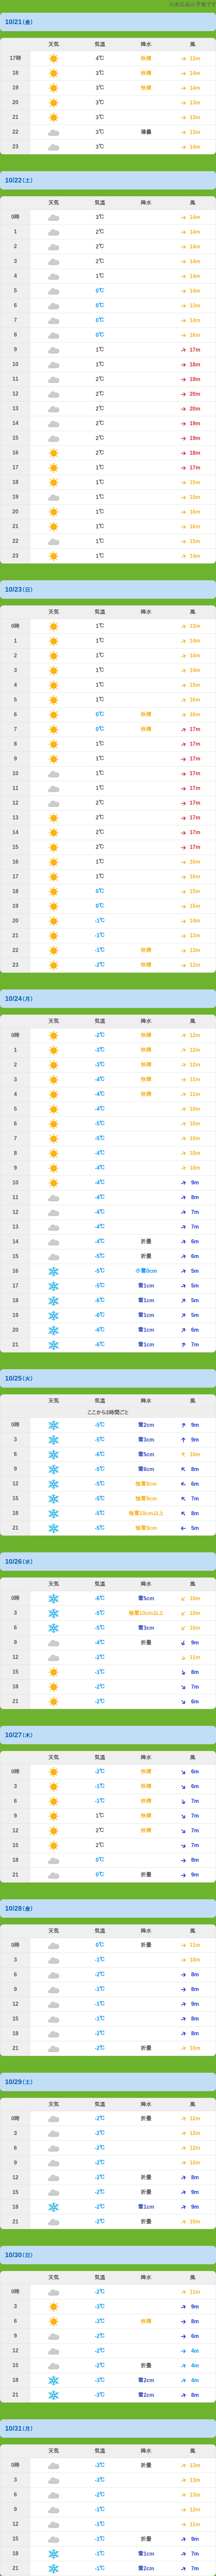 10/21(金)
天気 気温 降水 風
17時 4℃ 快晴 13m
18 3℃ 快晴 14m
19 3℃ 快晴 14m
20 3℃ 15m
21 3℃ 13m
22 3℃ 薄曇 13m
23 3℃ 14m
10/22(土)
天気 気温 降水 風
0時 3℃ 14m
1 2℃ 14m
2 2℃ 14m
3 2℃ 14m
4 1℃ 14m
5 0℃ 14m
6 0℃ 13m
7 0℃ 14m
8 0℃ 16m
9 1℃ 17m
10 1℃ 18m
11 2℃ 19m
12 2℃ 20m
13 2℃ 20m
14 2℃ 19m
15 2℃ 19m
16 2℃ 18m
17 1℃ 17m
18 1℃ 15m
19 1℃ 15m
20 1℃ 16m
21 1℃ 16m
22 1℃ 15m
23 1℃ 14m
10/23(日)
天気 気温 降水 風
0時 1℃ 13m
1 1℃ 14m
2 1℃ 14m
3 1℃ 14m
4 1℃ 15m
5 1℃ 16m
6 0℃ 快晴 16m
7 0℃ 快晴 17m
8 1℃ 17m
9 1℃ 17m
10 1℃ 17m
11 1℃ 17m
12 2℃ 17m
13 2℃ 17m
14 2℃ 17m
15 2℃ 17m
16 1℃ 16m
17 1℃ 16m
18 0℃ 15m
19 0℃ 15m
20 -1℃ 14m
21 -1℃ 13m
22 -1℃ 快晴 13m
23 -2℃ 快晴 12m
10/24(月)
天気 気温 降水 風
0時 -2℃ 快晴 12m
1 -3℃ 快晴 12m
2 -3℃ 快晴 12m
3 -4℃ 快晴 11m
4 -4℃ 快晴 11m
5 -4℃ 10m
6 -5℃ 10m
7 -5℃ 10m
8 -4℃ 10m
9 -4℃ 10m
10 -4℃ 9m
11 -4℃ 8m
12 -4℃ 7m
13 -4℃ 7m
14 -4℃ 折曇 6m
15 -5℃ 折曇 6m
16 -5℃ 小雪0cm 5m
17 -5℃ 雪1cm 5m
18 -6℃ 雪1cm 5m
19 -6℃ 雪1cm 5m
20 -6℃ 雪1cm 6m
21 -6℃ 雪1cm 7m
10/25(火)
天気 気温 降水 風
ここから3時間ごと
0時 -5℃ 雪2cm 9m
3 -5℃ 雪3cm 9m
6 -6℃ 雪5cm 10m
9 -5℃ 雪6cm 8m
12 -5℃ 強雪8cm 6m
15 -5℃ 強雪9cm 7m
18 -5℃ 強雪10cm以上 8m
21 -5℃ 強雪9cm 5m
10/26(水)
天気 気温 降水 風
0時 -6℃ 雪5cm 10m
3 -5℃ 強雪10cm以上 10m
6 -5℃ 雪3cm 10m
9 -4℃ 折曇 9m
12 -2℃ 11m
15 -1℃ 8m
18 -2℃ 7m
21 -2℃ 6m
10/27(木)
天気 気温 降水 風
0時 -2℃ 快晴 6m
3 -1℃ 快晴 6m
6 -1℃ 快晴 7m
9 1℃ 快晴 7m
12 2℃ 快晴 7m
15 2℃ 7m
18 0℃ 8m
21 0℃ 折曇 9m
10/28(金)
天気 気温 降水 風
0時 0℃ 折曇 11m
3 -1℃ 10m
6 -2℃ 8m
9 -1℃ 8m
12 -1℃ 9m
15 -1℃ 8m
18 -2℃ 8m
21 -2℃ 折曇 10m
10/29(土)
天気 気温 降水 風
0時 -2℃ 折曇 12m
3 -2℃ 12m
6 -2℃ 12m
9 -2℃ 10m
12 -2℃ 折曇 8m
15 -2℃ 折曇 9m
18 -2℃ 雪1cm 9m
21 -2℃ 折曇 10m
10/30(日)
天気 気温 降水 風
0時 -2℃ 11m
3 -3℃ 9m
6 -3℃ 快晴 8m
9 -2℃ 6m
12 -2℃ 4m
15 -2℃ 折曇 4m
18 -3℃ 雪2cm 4m
21 -3℃ 雪2cm 8m
10/31(月)
天気 気温 降水 風
0時 -3℃ 折曇 13m
3 -3℃ 13m
6 -2℃ 13m
9 -1℃ 12m
12 -1℃ 11m
15 -1℃ 折曇 9m
18 -1℃ 雪1cm 7m
21 -1℃ 雪2cm 7m